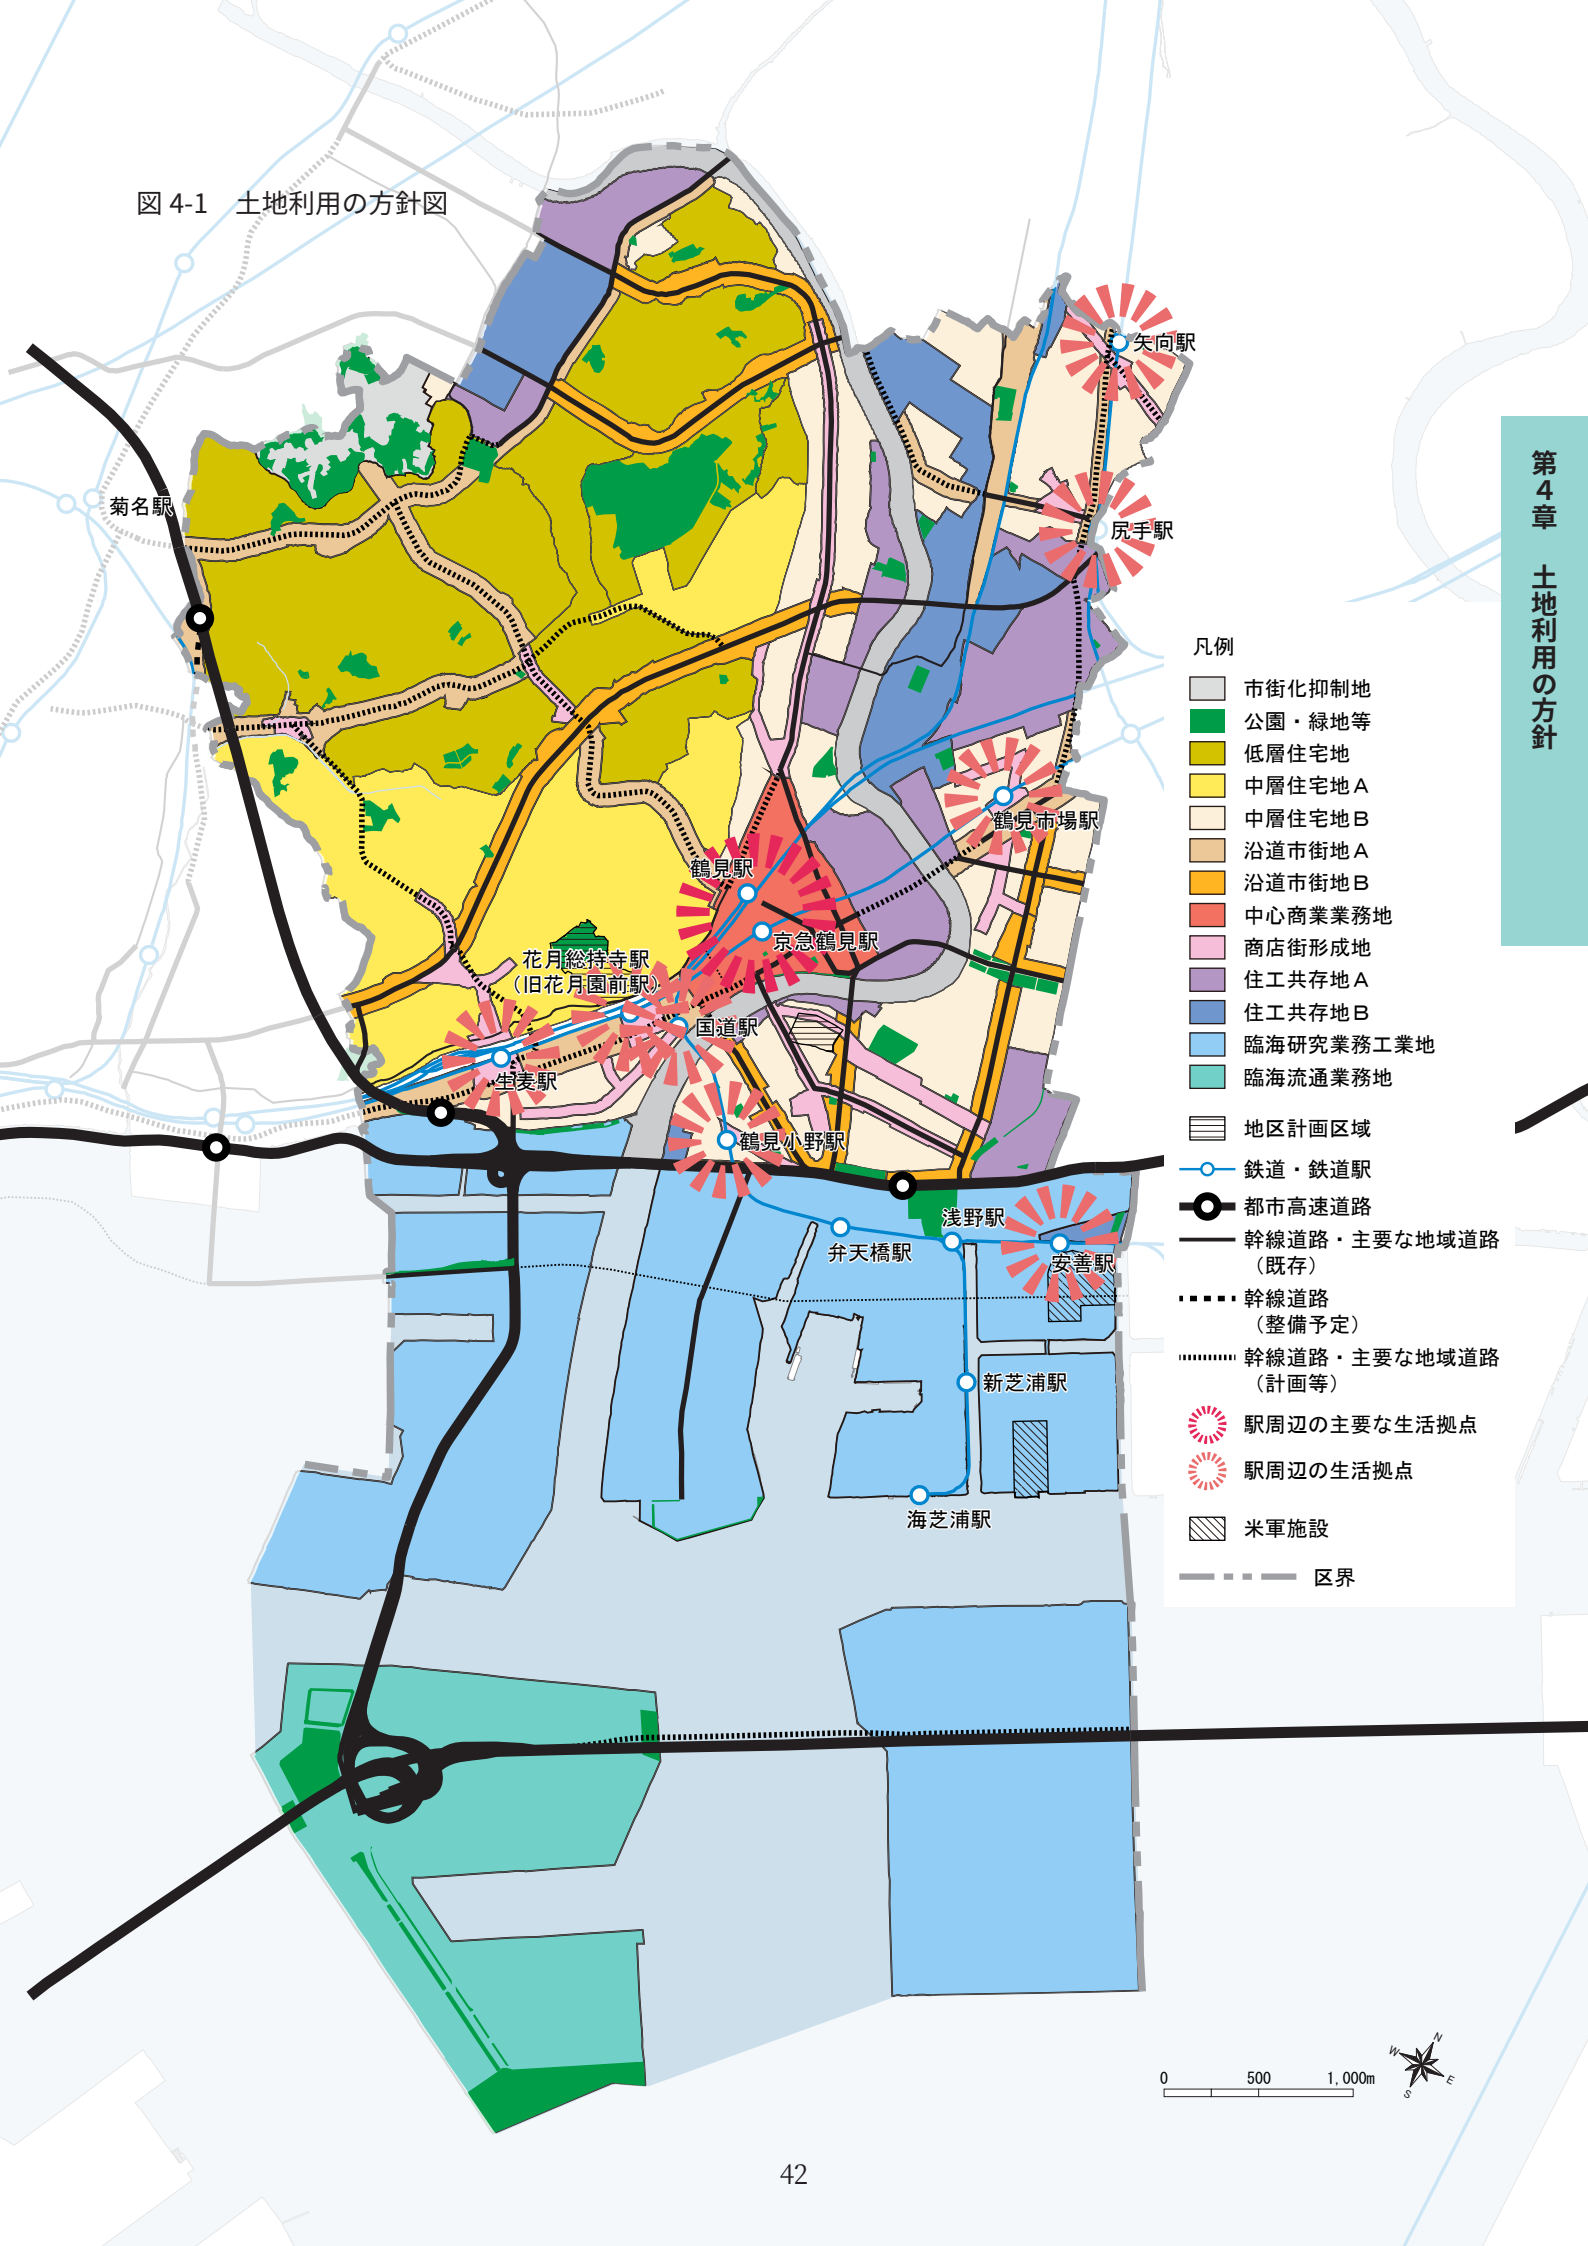 図 4-1　土地利用の方針図
矢向駅
菊名駅
尻手駅
第4章　土地利用の方針
鶴見市場駅
鶴見駅
京急鶴見駅
花月総持寺駅
（旧花月園前駅）
国道駅
生麦駅
鶴見小野駅
浅野駅
弁天橋駅
安善駅
新芝浦駅
海芝浦駅
凡例
市街化抑制地
公園・緑地等
低層住宅地
中層住宅地Ａ
中層住宅地Ｂ
沿道市街地Ａ
沿道市街地Ｂ
中心商業業務地
商店街形成地
住工共存地Ａ
住工共存地Ｂ
臨海研究業務工業地
臨海流通業務地
地区計画区域
鉄道・鉄道駅
都市高速道路
幹線道路・主要な地域道路
（既存）
幹線道路
（整備予定）
幹線道路・主要な地域道路
（計画等）
駅周辺の主要な生活拠点
駅周辺の生活拠点
米軍施設
区界
0 500 1,000m
N
W
E
S
42